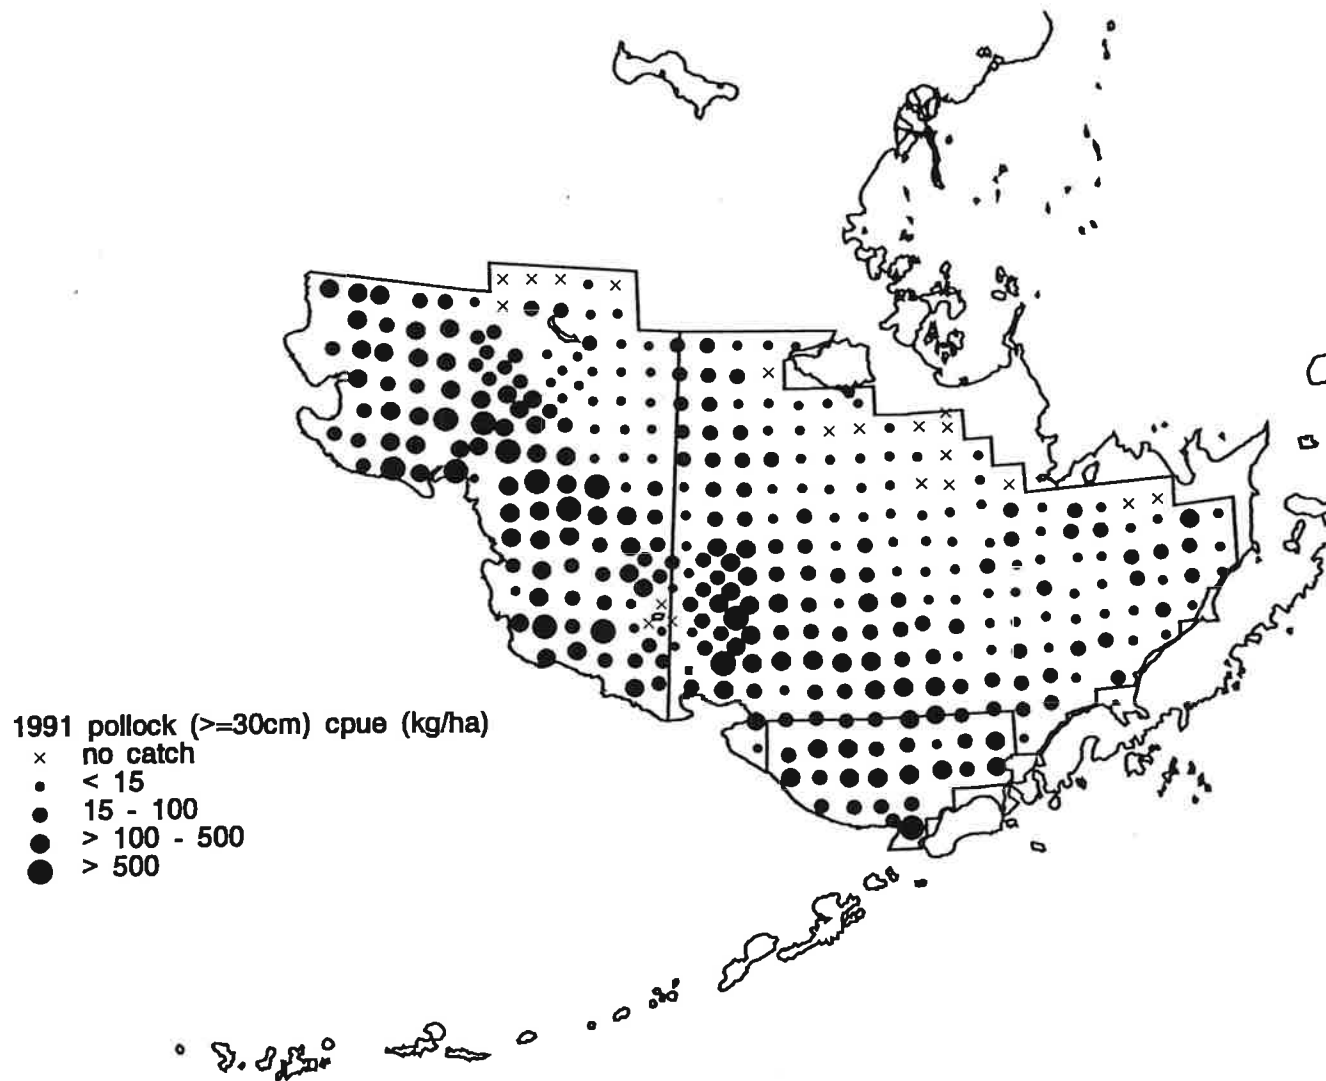 1991 pollock (>=30cm) cpue (kg/ha)
× no catch
< 15
15 - 100
> 100 - 500
> 500